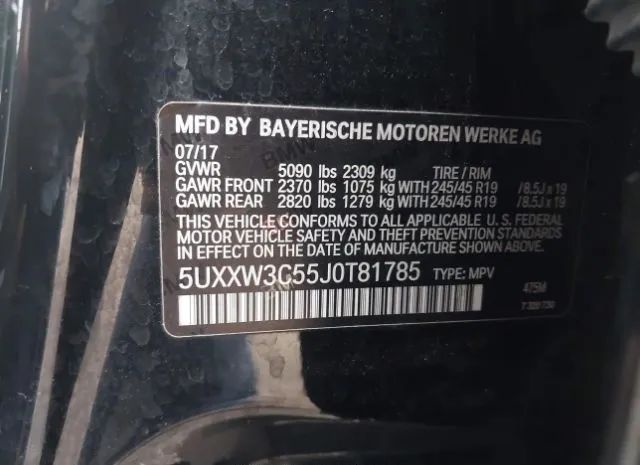 MFD BY BAYERISCHE MOTOREN WERKE AG
07/17
GVWR 5090 lbs 2309 kg TIRE / RIM
GAWR FRONT 2370 lbs 1075 kg WITH 245/45 R19 /8.5J x 19
GAWR REAR 2820 lbs 1279 kg WITH 245/45 R19 /8.5J x 19
THIS VEHICLE CONFORMS TO ALL APPLICABLE U. S. FEDERAL
MOTOR VEHICLE SAFETY AND THEFT PREVENTION STANDARDS
IN EFFECT ON THE DATE OF MANUFACTURE SHOWN ABOVE.
5UXXW3C55J0T81785 TYPE: MPV
475M